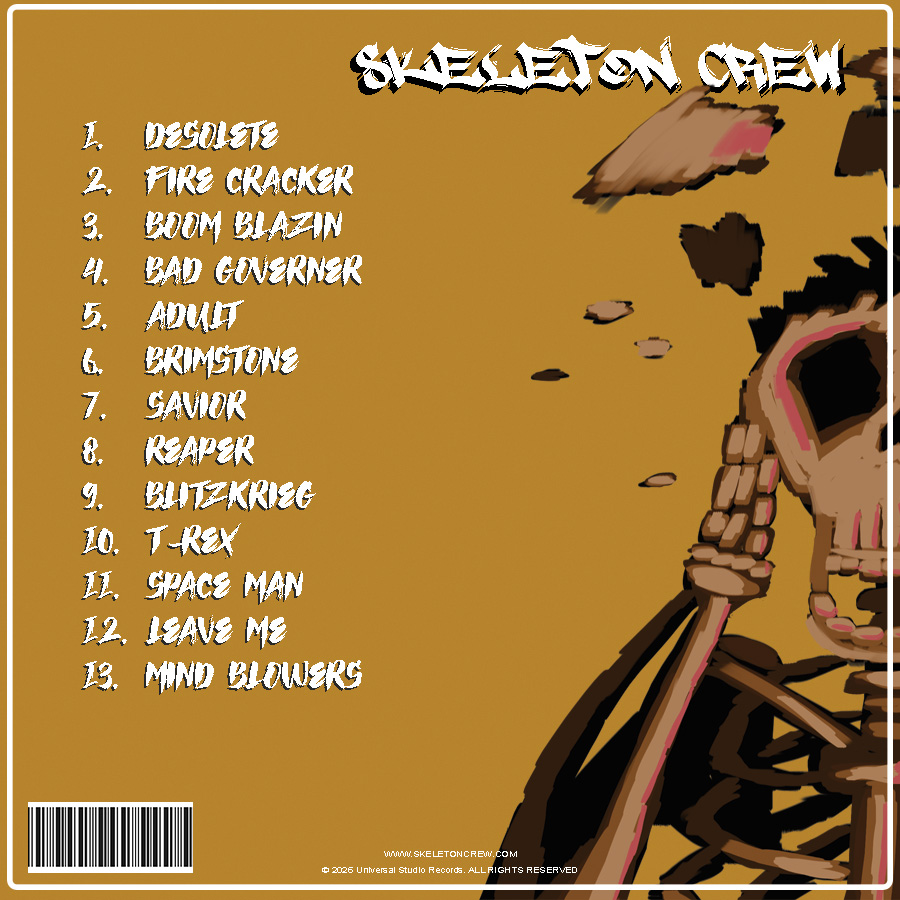 SKELETON CREW
1. DESOLETE
2. FIRE CRACKER
3. BOOM BLAZIN
4. BAD GOVERNER
5. ADULT
6. BRIMSTONE
7. SAVIOR
8. REAPER
9. BLITZKRIEG
10. T-REX
11. SPACE MAN
12. LEAVE ME
13. MIND BLOWERS
WWW.SKELETONCREW.COM
© 2026 Universal Studio Records. ALL RIGHTS RESERVED